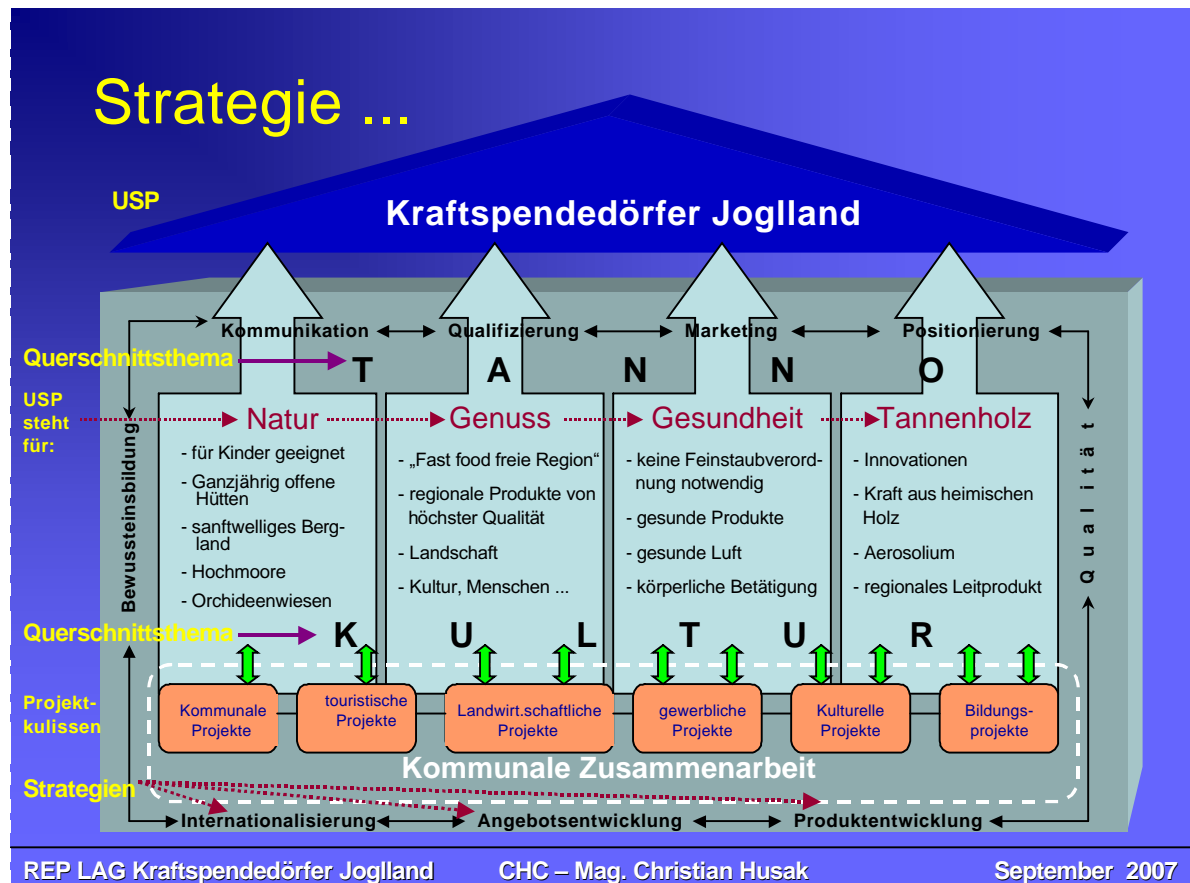 Strategie ...
USP
Kraftspendedörfer Joglland
Kommunikation Qualifizierung Marketing Positionierung
Querschnittsthema
T A N N O
USP
steht
für:
Natur Genuss Gesundheit Tannenholz
Bewusstseinsbildung
- für Kinder geeignet
- Ganzjährig offene
Hütten
- sanftwelliges Berg-
land
- Hochmoore
- Orchideenwiesen
- „Fast food freie Region“
- regionale Produkte von
höchster Qualität
- Landschaft
- Kultur, Menschen ...
- keine Feinstaubverord-
nung notwendig
- gesunde Produkte
- gesunde Luft
- körperliche Betätigung
- Innovationen
- Kraft aus heimischen
Holz
- Aerosolium
- regionales Leitprodukt
Qualität
Querschnittsthema
K U L T U R
Projekt-
kulissen
Kommunale
Projekte
touristische
Projekte
Landwirt.schaftliche
Projekte
gewerbliche
Projekte
Kulturelle
Projekte
Bildungs-
projekte
Kommunale Zusammenarbeit
Strategien
Internationalisierung Angebotsentwicklung Produktentwicklung
REP LAG Kraftspendedörfer Joglland CHC – Mag. Christian Husak September 2007